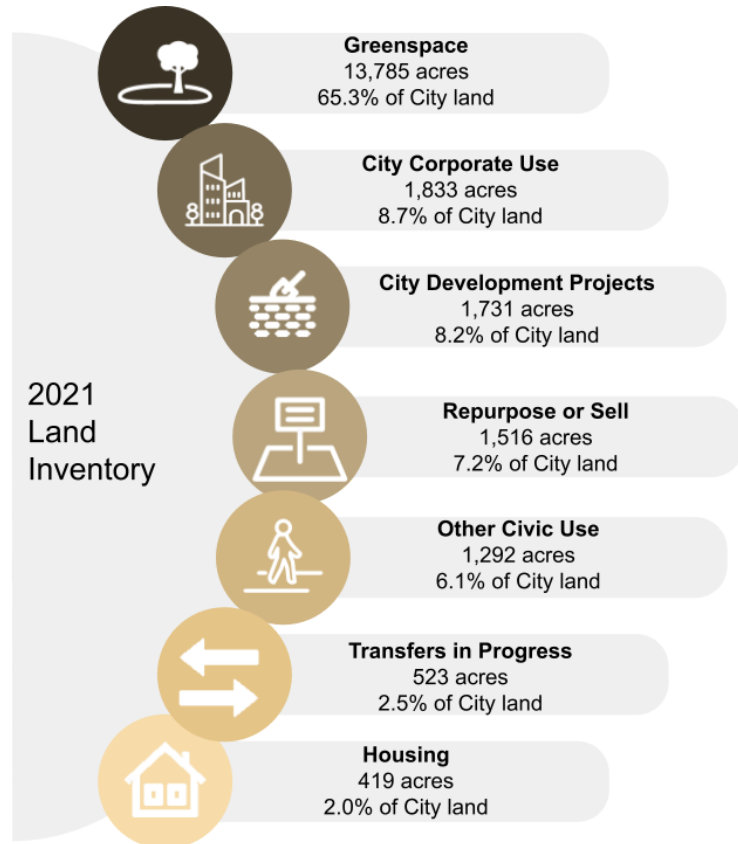 Greenspace
13,785 acres
65.3% of City land
City Corporate Use
1,833 acres
8.7% of City land
City Development Projects
1,731 acres
8.2% of City land
2021
Land
Inventory
Repurpose or Sell
1,516 acres
7.2% of City land
Other Civic Use
1,292 acres
6.1% of City land
Transfers in Progress
523 acres
2.5% of City land
Housing
419 acres
2.0% of City land